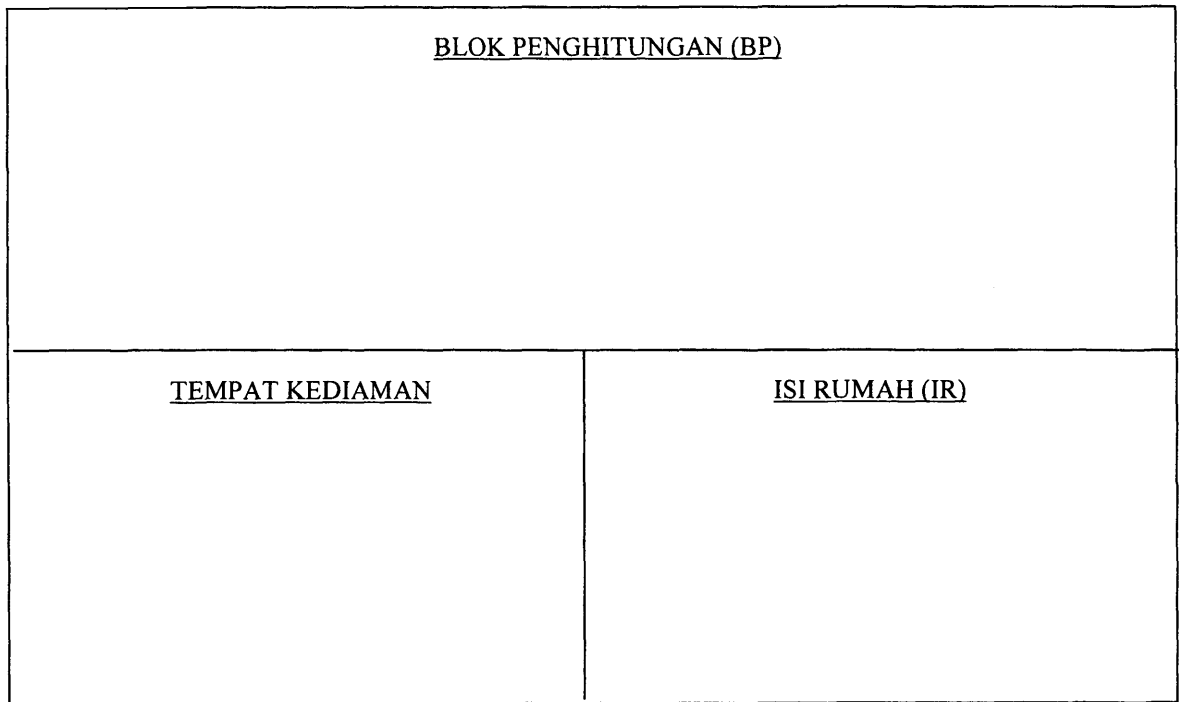 BLOK PENGHITUNGAN (BP)
TEMPAT KEDIAMAN
ISI RUMAH (IR)